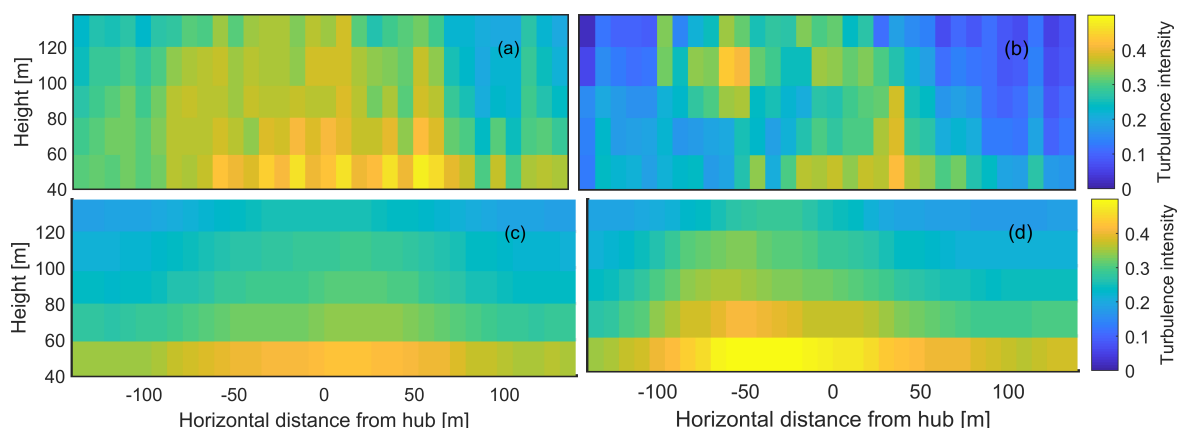 (a)
(b)
Height [m]
120
100
80
60
40
0.4
0.3
0.2
0.1
0
Turbulence intensity
(c)
(d)
Height [m]
120
100
80
60
40
0.4
0.3
0.2
0.1
0
Turbulence intensity
-100 -50 0 50 100
-100 -50 0 50 100
Horizontal distance from hub [m]
Horizontal distance from hub [m]